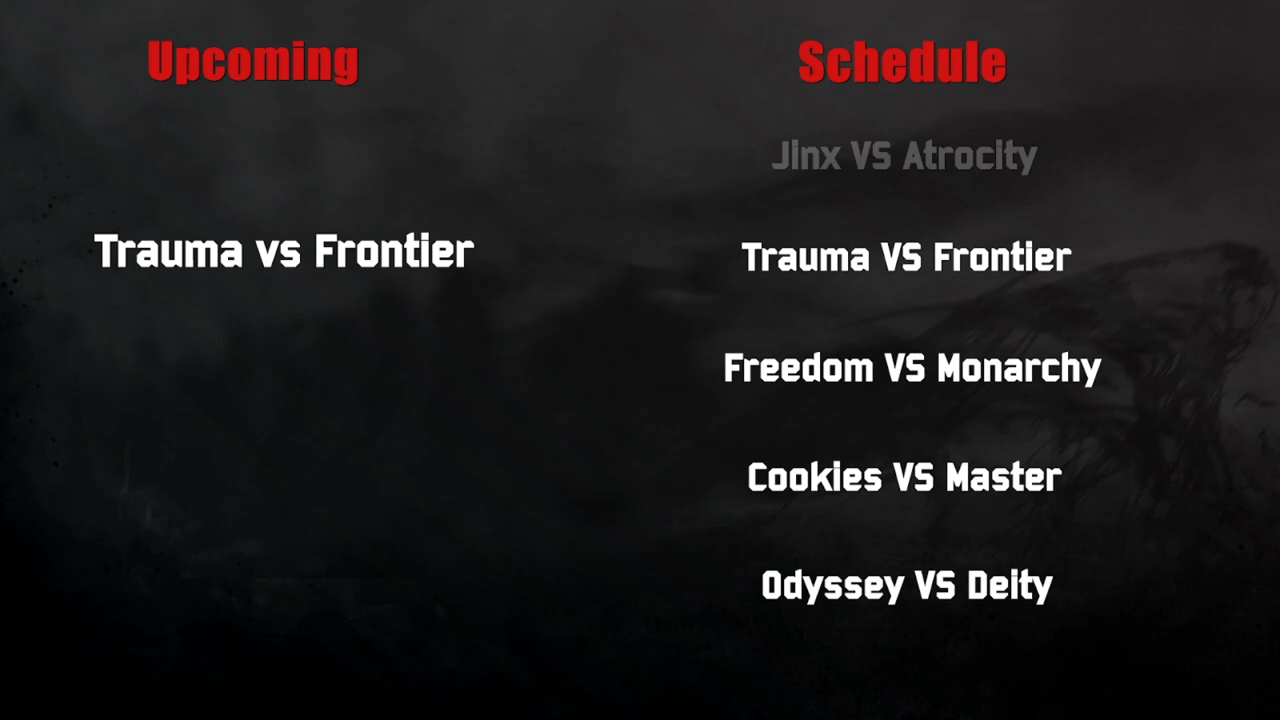 Upcoming
Trauma vs Frontier
Schedule
Jinx VS Atrocity
Trauma VS Frontier
Freedom VS Monarchy
Cookies VS Master
Odyssey VS Deity